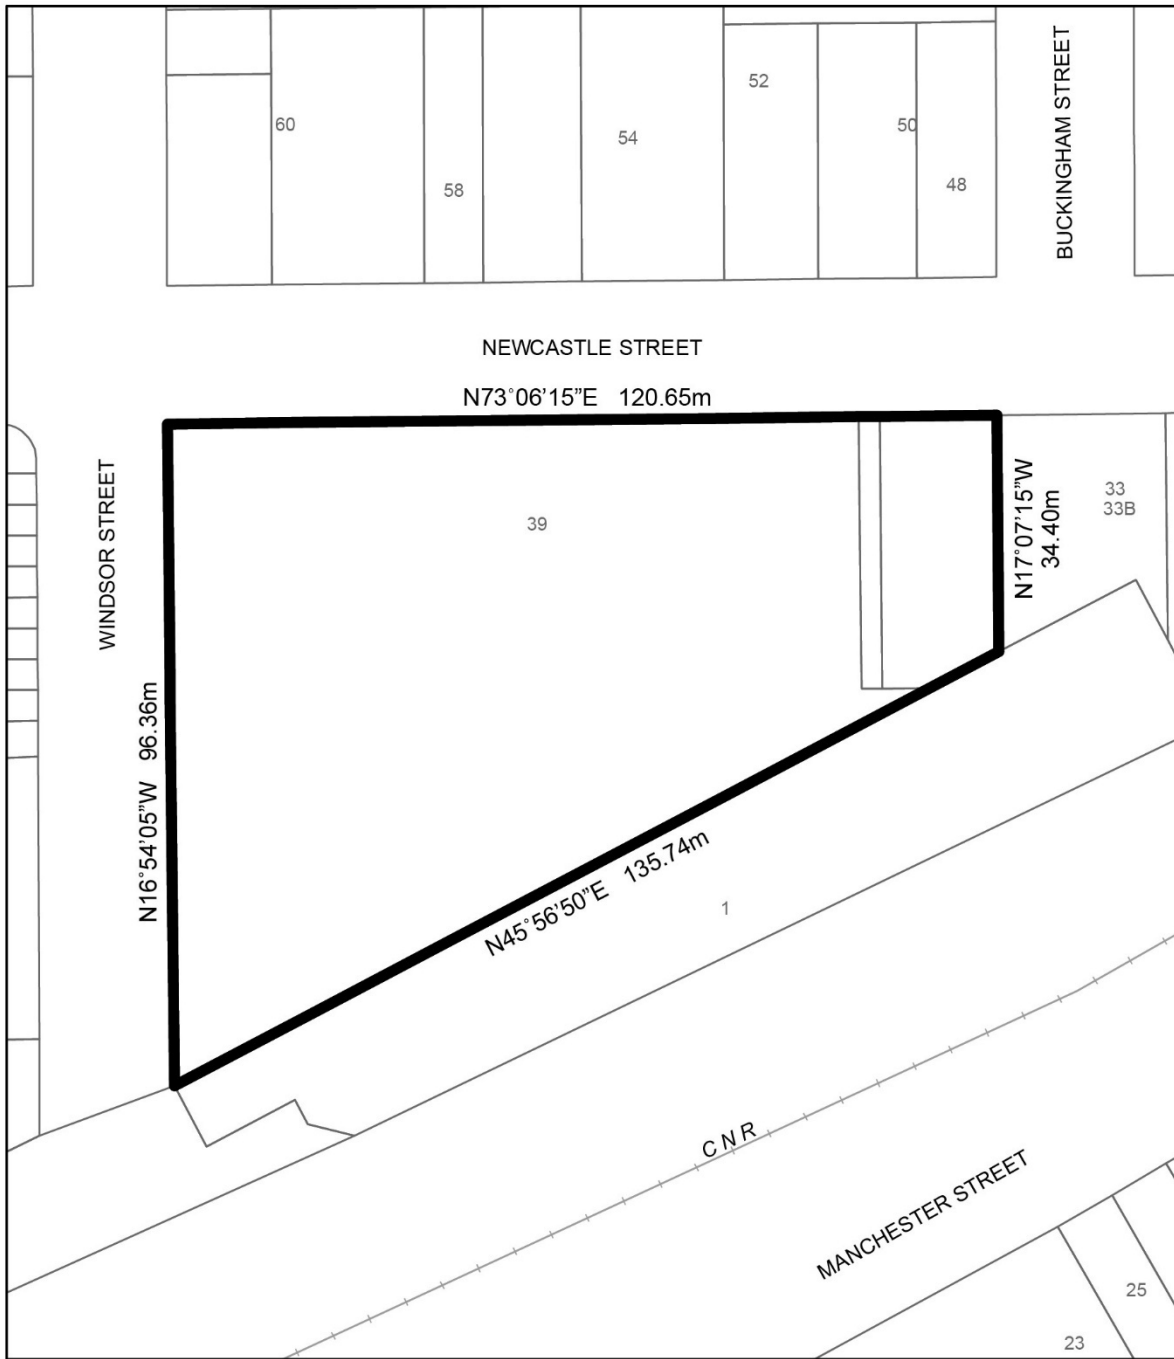 60
58
54
52
50
48
BUCKINGHAM STREET
NEWCASTLE STREET
N73°06’15”E 120.65m
WINDSOR STREET
39
N17°07’15”W
34.40m
33
33B
N16°54’05”W 96.36m
N45°56’50”E 135.74m
1
CNR
MANCHESTER STREET
25
23